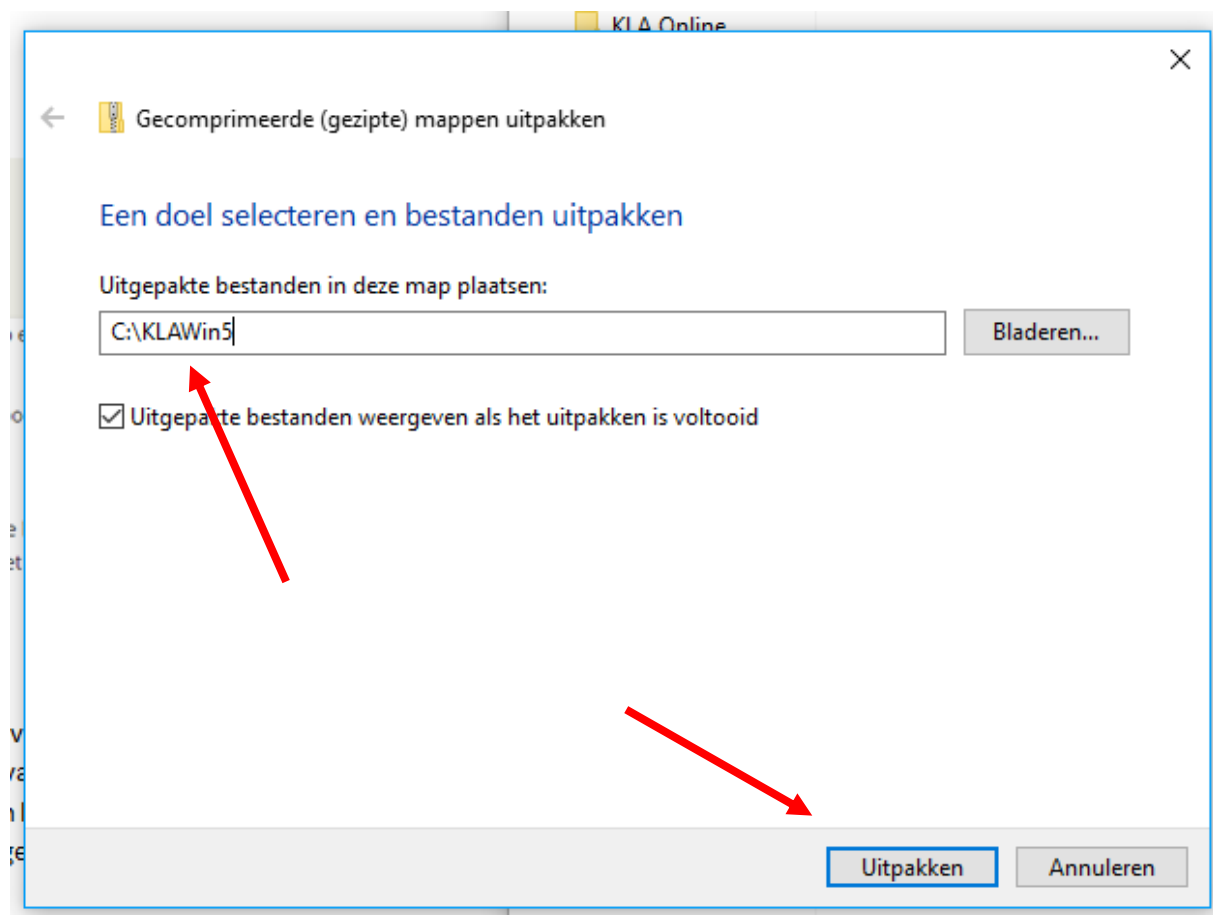 KLA Online
Gecomprimeerde (gezipte) mappen uitpakken
Een doel selecteren en bestanden uitpakken
Uitgepakte bestanden in deze map plaatsen:
C:\KLAWin5
Bladeren...
Uitgepakte bestanden weergeven als het uitpakken is voltooid
Uitpakken
Annuleren